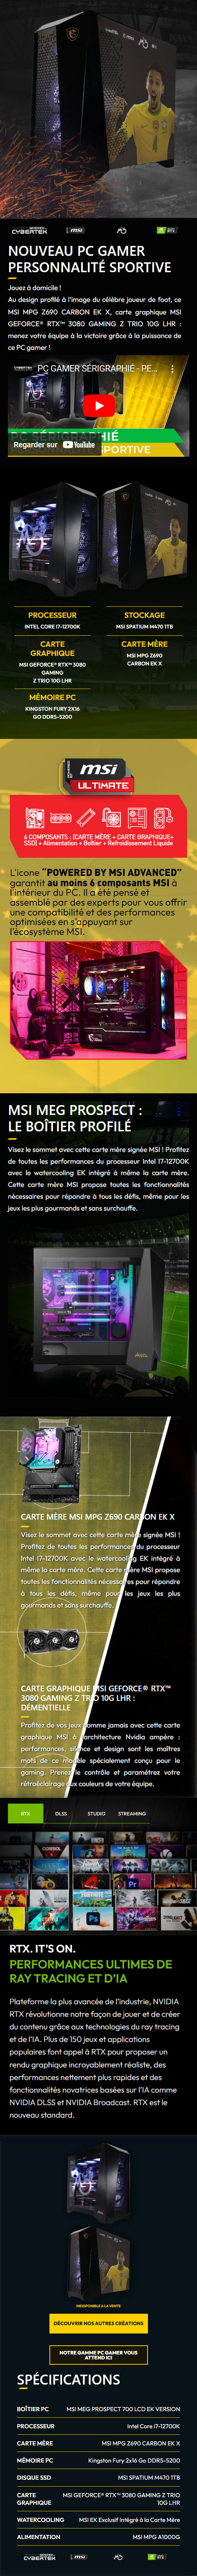 CYBERTEK
msi
RTX
NOUVEAU PC GAMER
PERSONNALITÉ SPORTIVE
Jouez à domicile !
Au design profilé à l'image du célèbre joueur de foot, ce
MSI MPG Z690 CARBON EK X, carte graphique MSI
GEFORCE® RTX™ 3080 GAMING Z TRIO 10G LHR :
menez votre équipe à la victoire grâce à la puissance de
ce PC gamer !
PC GAMER SÉRIGRAPHIÉ - PE...
PC SÉRIGRAPHIÉ
Regarder sur YouTube
SPORTIVE
PROCESSEUR
INTEL CORE I7-12700K
STOCKAGE
MSI SPATIUM M470 1TB
CARTE
GRAPHIQUE
MSI GEFORCE® RTX™ 3080
GAMING
Z TRIO 10G LHR
CARTE MÈRE
MSI MPG Z690
CARBON EK X
MÉMOIRE PC
KINGSTON FURY 2X16
GO DDR5-5200
msi
ULTIMATE
6 COMPOSANTS : [CARTE MÈRE + CARTE GRAPHIQUE+
SSD] + Alimentation + Boîtier + Refroidissement Liquide
L'icone "POWERED BY MSI ADVANCED"
garantit au moins 6 composants MSI à
l'intérieur du PC. Il a été pensé et
assemblé par des experts pour vous offrir
une compatibilité et des performances
optimisées en s'appuyant sur
l'écosystème MSI.
MSI MEG PROSPECT :
LE BOÎTIER PROFILÉ
Visez le sommet avec cette carte mère signée MSI ! Profitez
de toutes les performances du processeur Intel I7-12700K
avec le watercooling EK intégré à même la carte mère.
Cette carte mère MSI propose toutes les fonctionnalités
nécessaires pour répondre à tous les défis, même pour les
jeux les plus gourmands et sans surchauffe.
CARTE MÈRE MSI MPG Z690 CARBON EK X
Visez le sommet avec cette carte mère signée MSI !
Profitez de toutes les performances du processeur
Intel I7-12700K avec le watercooling EK intégré à
même la carte mère. Cette carte mère MSI propose
toutes les fonctionnalités nécessaires pour répondre
à tous les défis, même pour les jeux les plus
gourmands et sans surchauffe.
CARTE GRAPHIQUE MSI GEFORCE® RTX™
3080 GAMING Z TRIO 10G LHR :
DÉMENTIELLE
Profitez de vos jeux comme jamais avec cette carte
graphique MSI à architecture Nvidia ampère :
performances, silence et design sont les maîtres
mots de ce modèle spécialement conçu pour le
gaming. Prenez le contrôle et paramétrez votre
rétroéclairage aux couleurs de votre équipe.
RTX DLSS STUDIO STREAMING
CONTROL
FORTNITE
Pr
Ps
RTX. IT'S ON.
PERFORMANCES ULTIMES DE
RAY TRACING ET D'IA
Plateforme la plus avancée de l'industrie, NVIDIA
RTX révolutionne notre façon de jouer et de créer
du contenu grâce aux technologies du ray tracing
et de l'IA. Plus de 150 jeux et applications
populaires font appel à RTX pour proposer un
rendu graphique incroyablement réaliste, des
performances nettement plus rapides et des
fonctionnalités novatrices basées sur l'IA comme
NVIDIA DLSS et NVIDIA Broadcast. RTX est le
nouveau standard.
INDISPONIBLE A LA VENTE
DÉCOUVRIR NOS AUTRES CRÉATIONS
NOTRE GAMME PC GAMER VOUS
ATTEND ICI
SPÉCIFICATIONS
BOÎTIER PC MSI MEG PROSPECT 700 LCD EK VERSION
PROCESSEUR Intel Core i7-12700K
CARTE MÈRE MSI MPG Z690 CARBON EK X
MÉMOIRE PC Kingston Fury 2x16 Go DDR5-5200
DISQUE SSD MSI SPATIUM M470 1TB
CARTE GRAPHIQUE MSI GEFORCE® RTX™ 3080 GAMING Z TRIO
10G LHR
WATERCOOLING MSI EK Exclusif Intégré à la Carte Mère
ALIMENTATION MSI MPG A1000G
CYBERTEK
msi
RTX